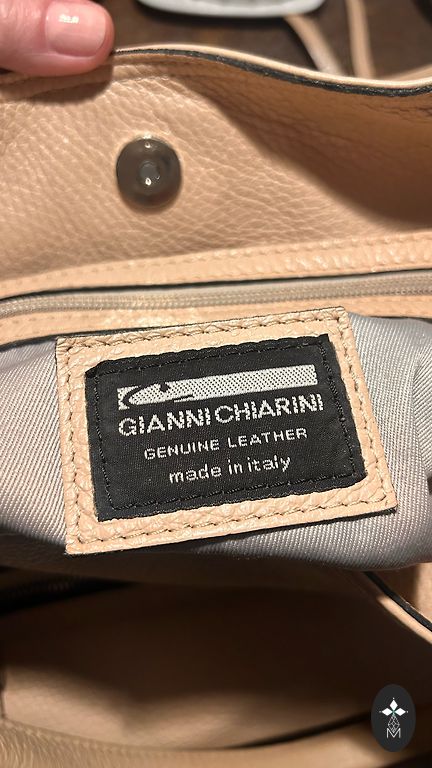 GIANNI CHIARINI
GENUINE LEATHER
made in italy
M